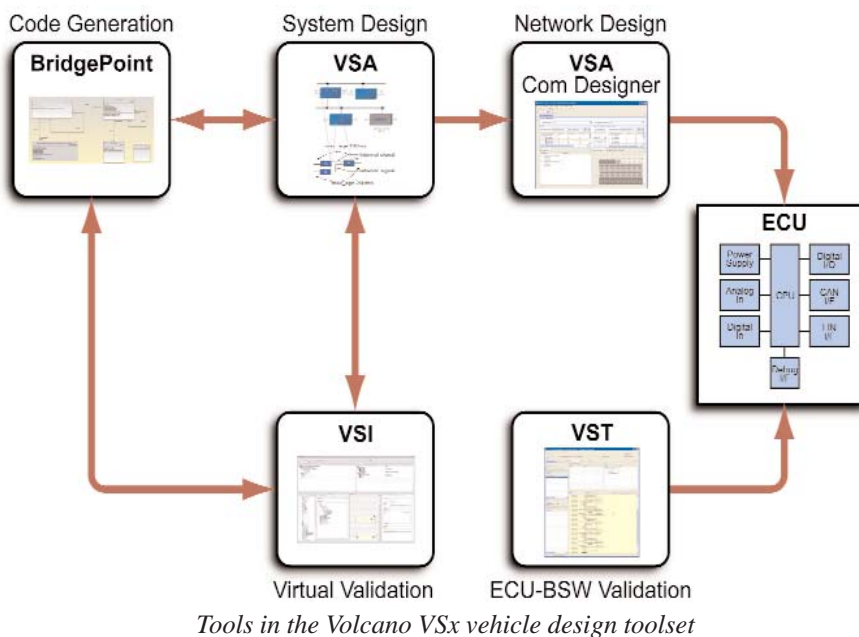 Code Generation
System Design
Network Design
BridgePoint
VSA
VSA
Com Designer
ECU
Power
Supply
Digital
I/O
Analog
In
CPU
CAN
I/F
Digital
In
LIN
I/F
Debug
I/F
VSI
VST
Virtual Validation
ECU-BSW Validation
Tools in the Volcano VSx vehicle design toolset